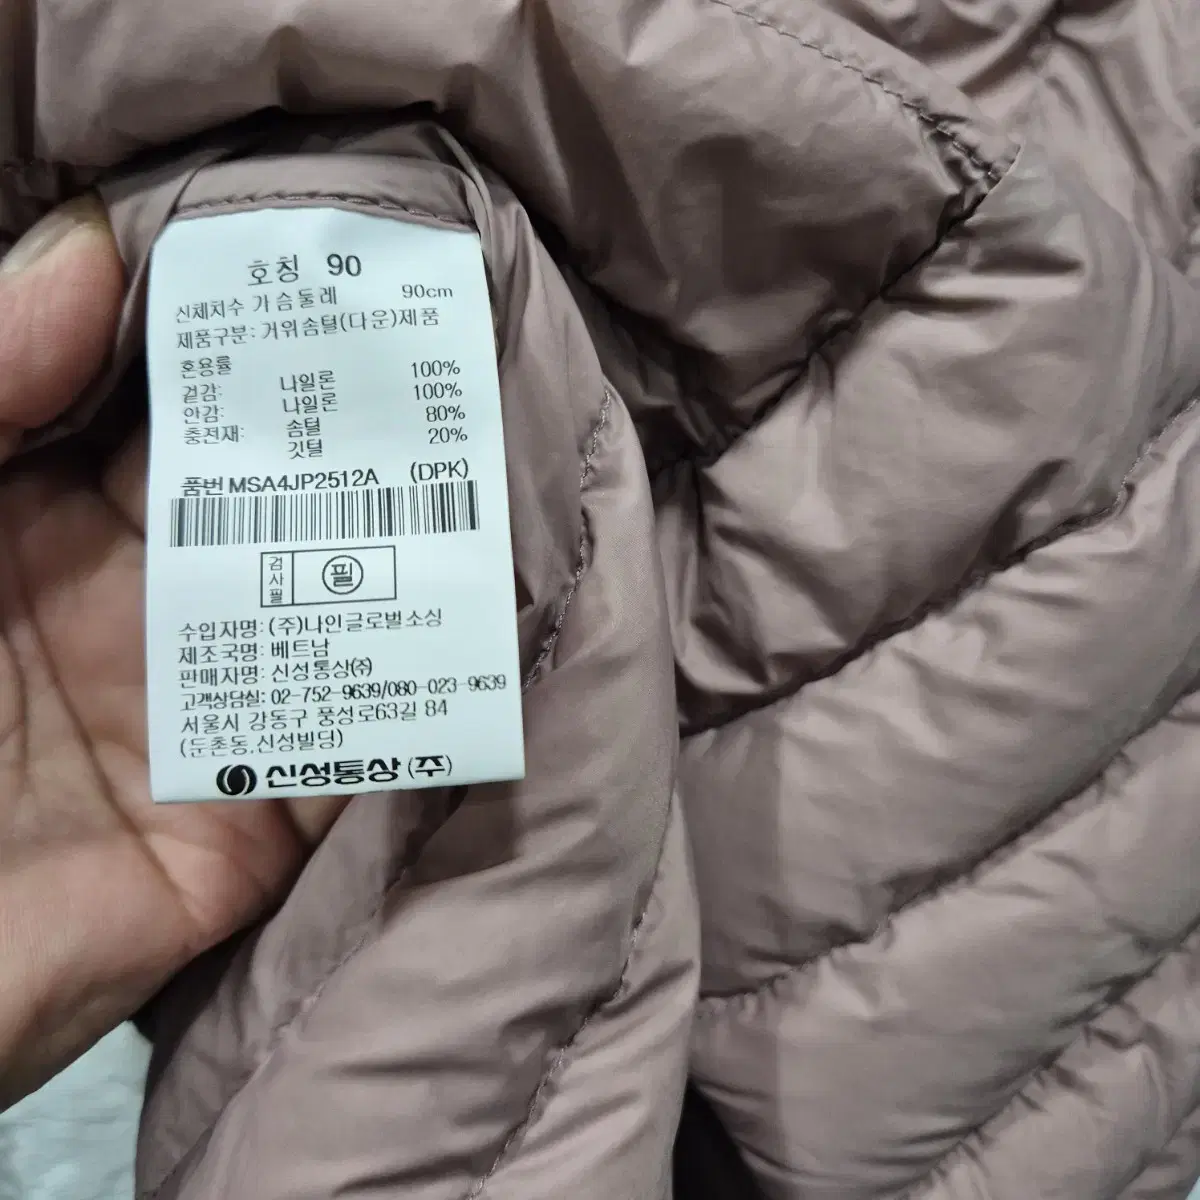 호칭 90
신체치수 가슴둘레 90cm
제품구분: 거위솜털(다운)제품
혼용률
겉감: 나일론 100%
안감: 나일론 100%
충전재: 솜털 80%
깃털 20%
품번 MSA4JP2512A (DPK)
검사필 필
수입자명: (주)나인글로벌소싱
제조국명: 베트남
판매자명: 신성통상㈜
고객상담실: 02-752-9639/080-023-9639
서울시 강동구 풍성로63길 84
(둔촌동,신성빌딩)
신성통상(주)